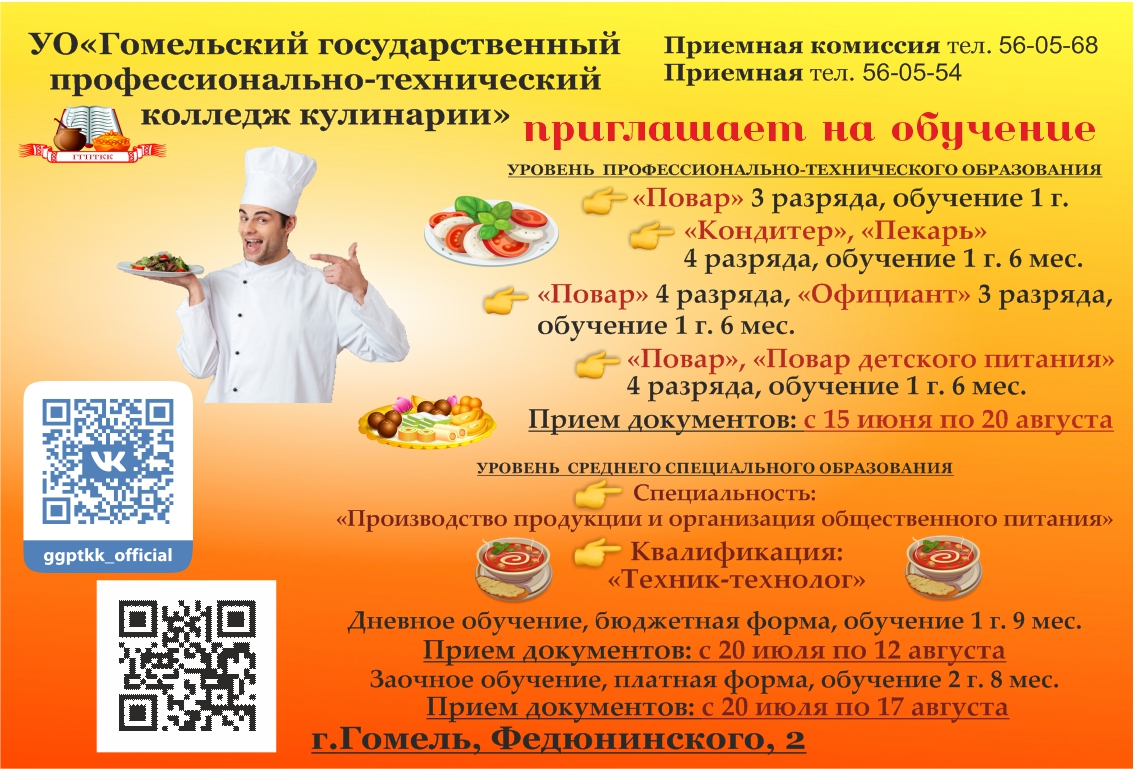 УО«Гомельский государственный
профессионально-технический
колледж кулинарии»
ГГПТКК
Приемная комиссия тел. 56-05-68
Приемная тел. 56-05-54
приглашает на обучение
УРОВЕНЬ ПРОФЕССИОНАЛЬНО-ТЕХНИЧЕСКОГО ОБРАЗОВАНИЯ
«Повар» 3 разряда, обучение 1 г.
«Кондитер», «Пекарь»
4 разряда, обучение 1 г. 6 мес.
«Повар» 4 разряда, «Официант» 3 разряда,
обучение 1 г. 6 мес.
«Повар», «Повар детского питания»
4 разряда, обучение 1 г. 6 мес.
Прием документов: с 15 июня по 20 августа
УРОВЕНЬ СРЕДНЕГО СПЕЦИАЛЬНОГО ОБРАЗОВАНИЯ
Специальность:
«Производство продукции и организация общественного питания»
Квалификация:
«Техник-технолог»
ggptkk_official
Дневное обучение, бюджетная форма, обучение 1 г. 9 мес.
Прием документов: с 20 июля по 12 августа
Заочное обучение, платная форма, обучение 2 г. 8 мес.
Прием документов: с 20 июля по 17 августа
г.Гомель, Федюнинского, 2